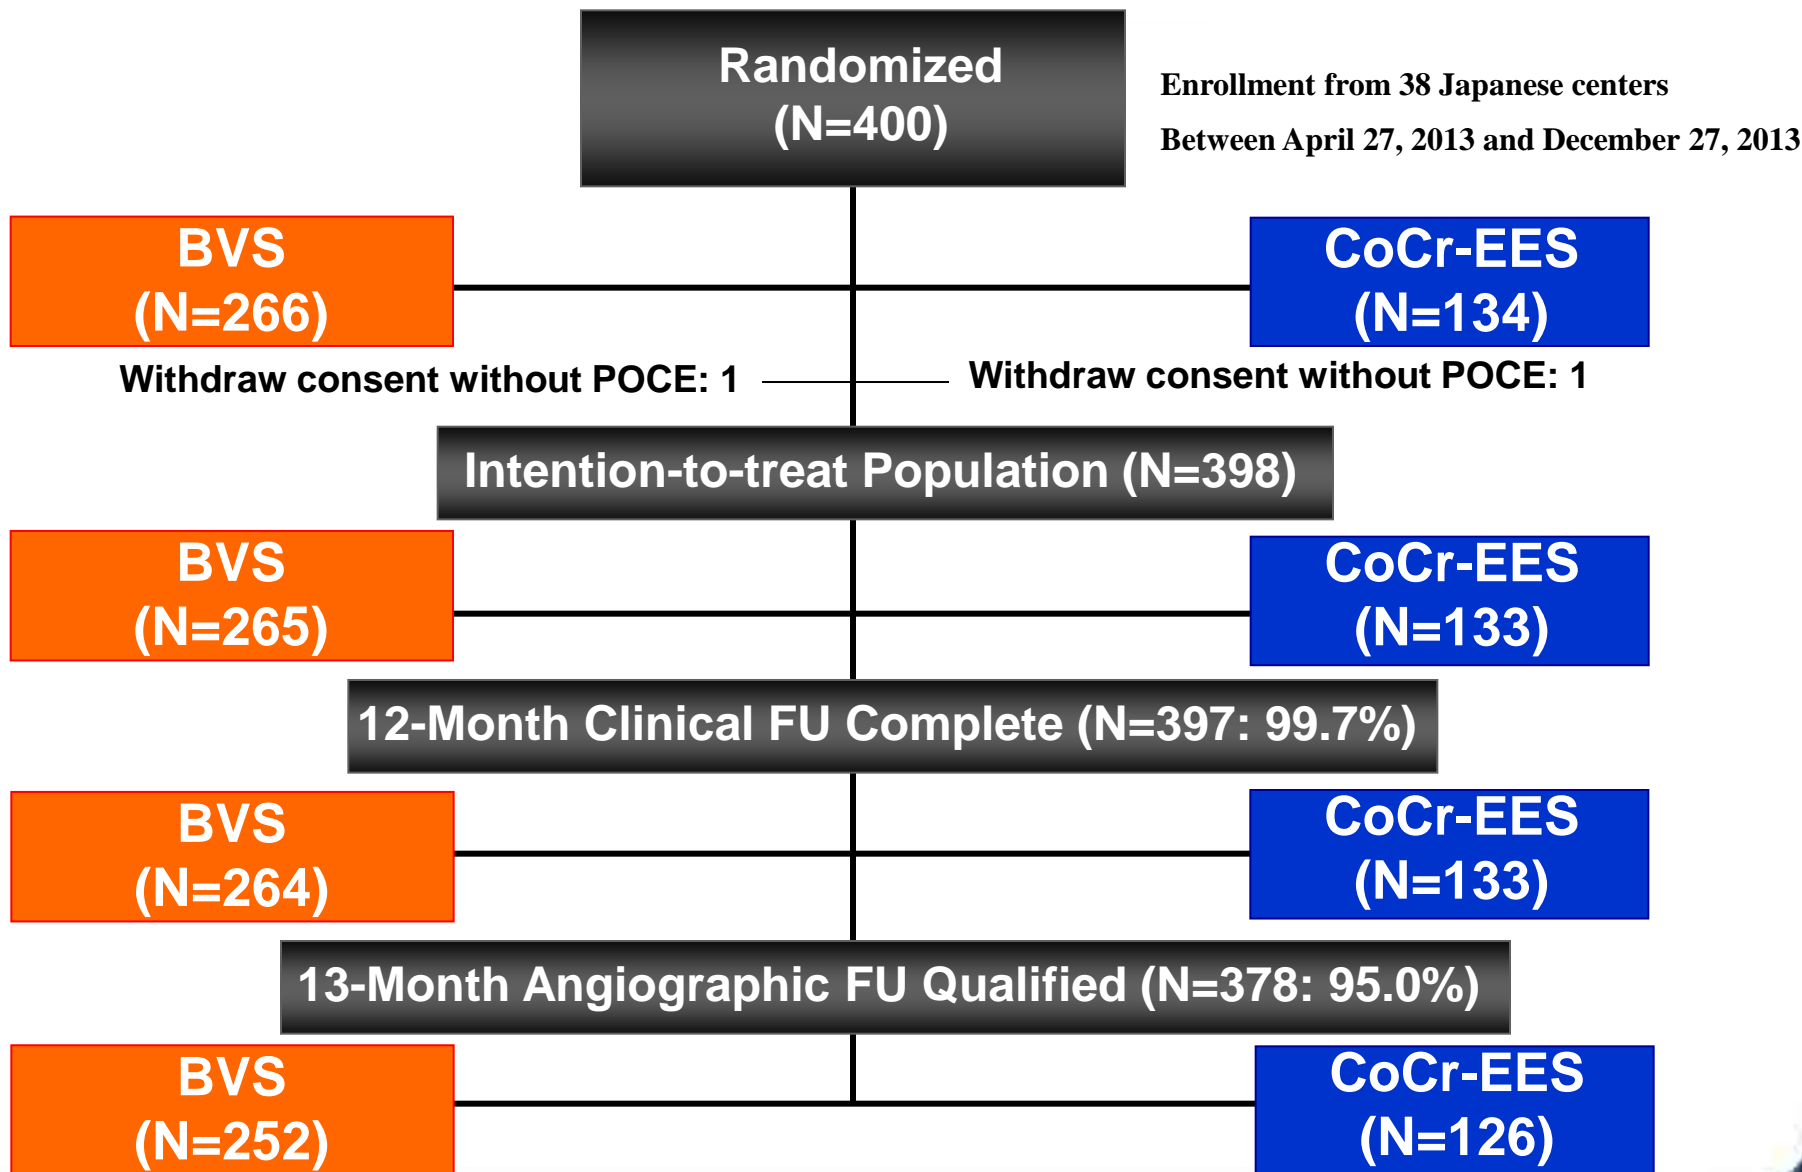 Randomized
(N=400)
Enrollment from 38 Japanese centers
Between April 27, 2013 and December 27, 2013
BVS
(N=266)
CoCr-EES
(N=134)
Withdraw consent without POCE: 1
Withdraw consent without POCE: 1
Intention-to-treat Population (N=398)
BVS
(N=265)
CoCr-EES
(N=133)
12-Month Clinical FU Complete (N=397: 99.7%)
BVS
(N=264)
CoCr-EES
(N=133)
13-Month Angiographic FU Qualified (N=378: 95.0%)
BVS
(N=252)
CoCr-EES
(N=126)